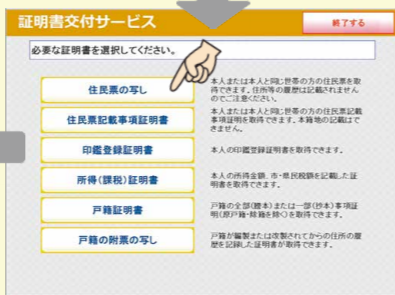 証明書交付サービス
終了する
必要な証明書を選択してください。
住民票の写し
本人または本人と同じ世帯の方の住民票を取
得できます。住所等の履歴は記載されません
のでご注意ください。
住民票記載事項証明書
本人または本人と同じ世帯の方の住民票記載
事項証明を取得できます。本籍地の記載はで
きません。
印鑑登録証明書
本人の印鑑登録証明書を取得できます。
所得(課税)証明書
本人の所得金額、市・県民税額を記載した証
明書を取得できます。
戸籍証明書
戸籍の全部(謄本)または一部(抄本)事項証
明(原戸籍・除籍を除く)を取得できます。
戸籍の附票の写し
戸籍が編製または改製されてからの住所の履
歴を記録した証明書が取得できます。